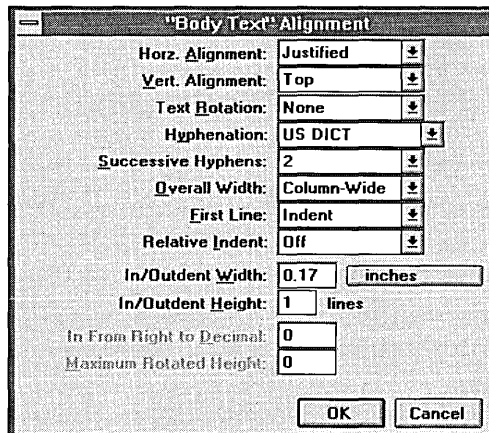 "Body Text" Alignment
Horz. Alignment: Justified
Vert. Alignment: Top
Text Rotation: None
Hyphenation: US DICT
Successive Hyphens: 2
Overall Width: Column-Wide
First Line: Indent
Relative Indent: Off
In/Outdent Width: 0.17 inches
In/Outdent Height: 1 lines
In From Right to Decimal: 0
Maximum Rotated Height: 0
OK Cancel